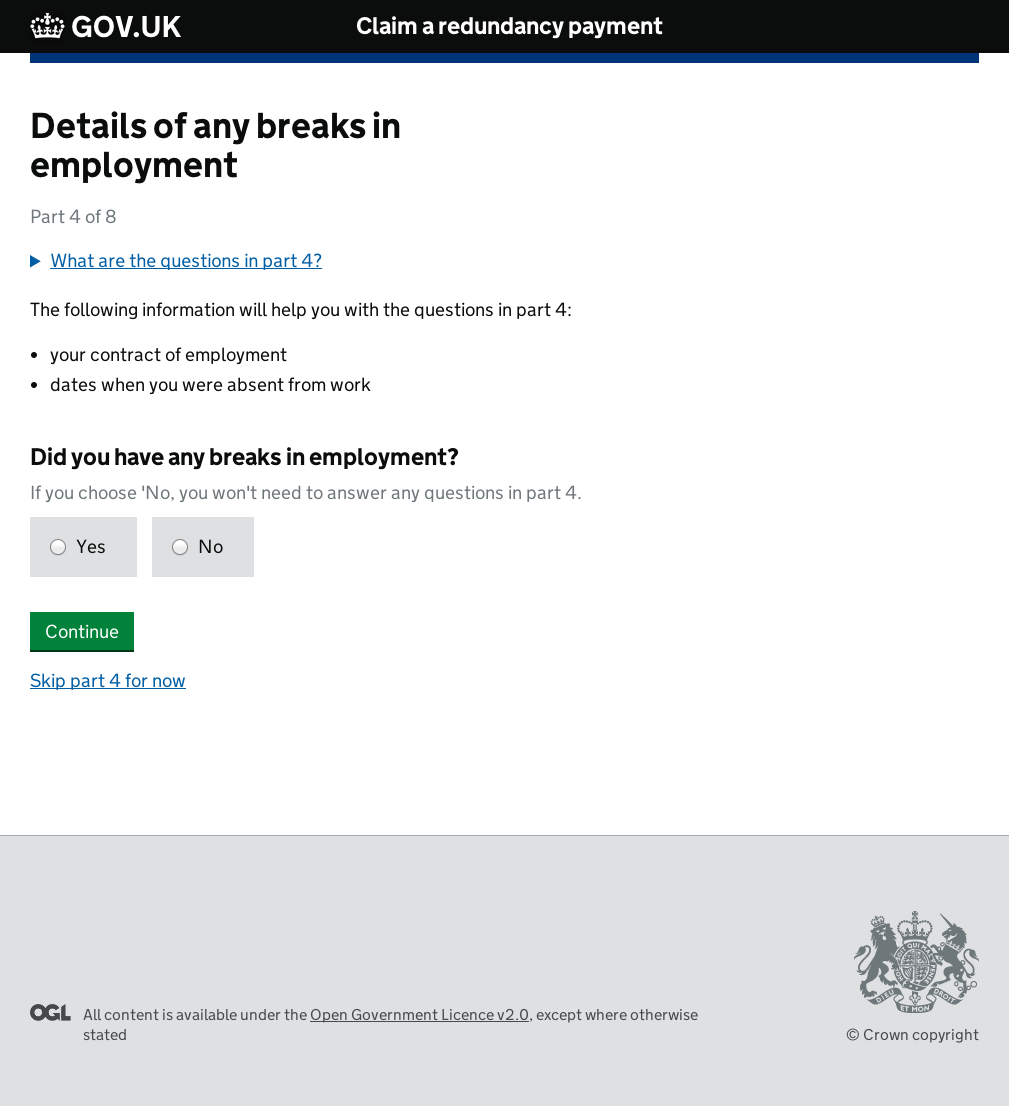 GOV.UK
Claim a redundancy payment
Details of any breaks in
employment
Part 4 of 8
What are the questions in part 4?
The following information will help you with the questions in part 4:
• your contract of employment
• dates when you were absent from work
Did you have any breaks in employment?
If you choose 'No, you won't need to answer any questions in part 4.
Yes
No
Continue
Skip part 4 for now
OGL
All content is available under the Open Government Licence v2.0, except where otherwise
stated
DIEU ET MON DROIT
© Crown copyright